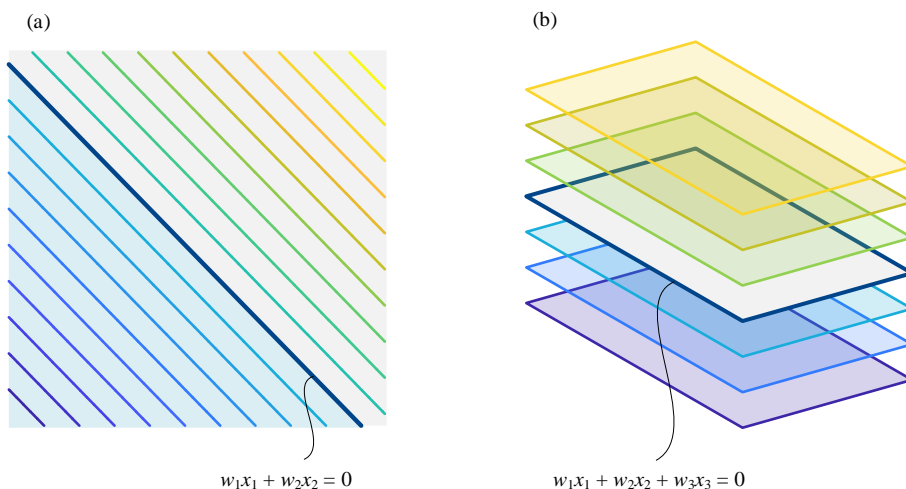 (a)
(b)
w₁x₁ + w₂x₂ = 0
w₁x₁ + w₂x₂ + w₃x₃ = 0